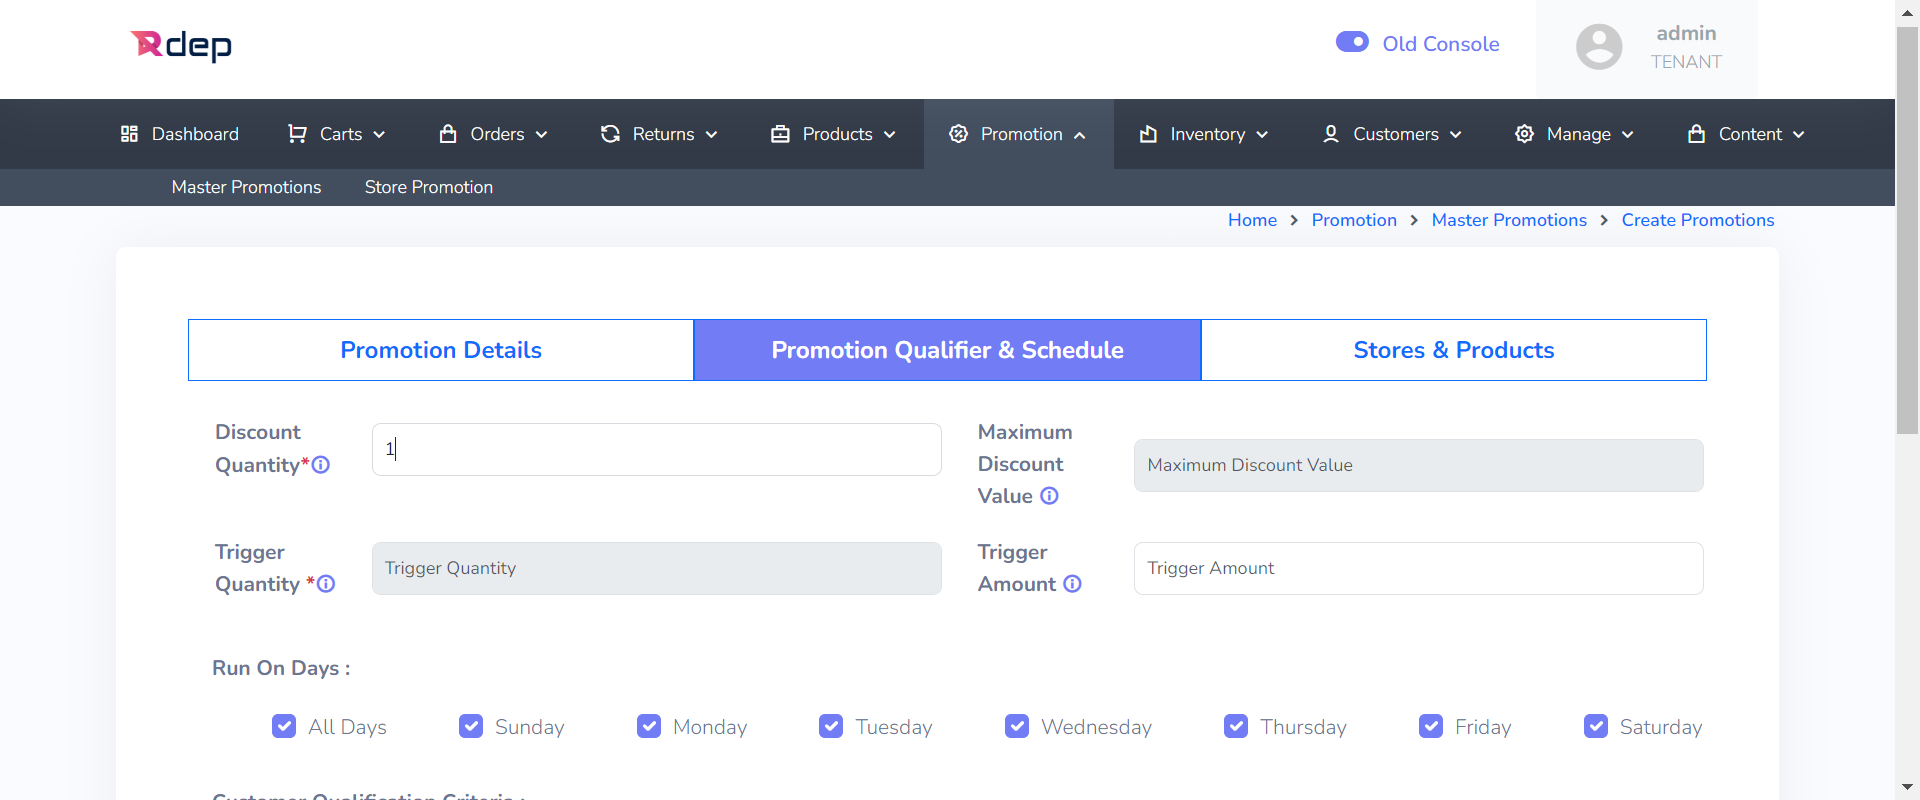 Rdep
Old Console
admin
TENANT
Dashboard Carts Orders Returns Products Promotion Inventory Customers Manage Content
Master Promotions Store Promotion
Home > Promotion > Master Promotions > Create Promotions
Promotion Details Promotion Qualifier & Schedule Stores & Products
Discount
Quantity*
1
Maximum
Discount
Value
Maximum Discount Value
Trigger
Quantity *
Trigger Quantity
Trigger
Amount
Trigger Amount
Run On Days :
All Days Sunday Monday Tuesday Wednesday Thursday Friday Saturday
Customer Qualification Criteria :